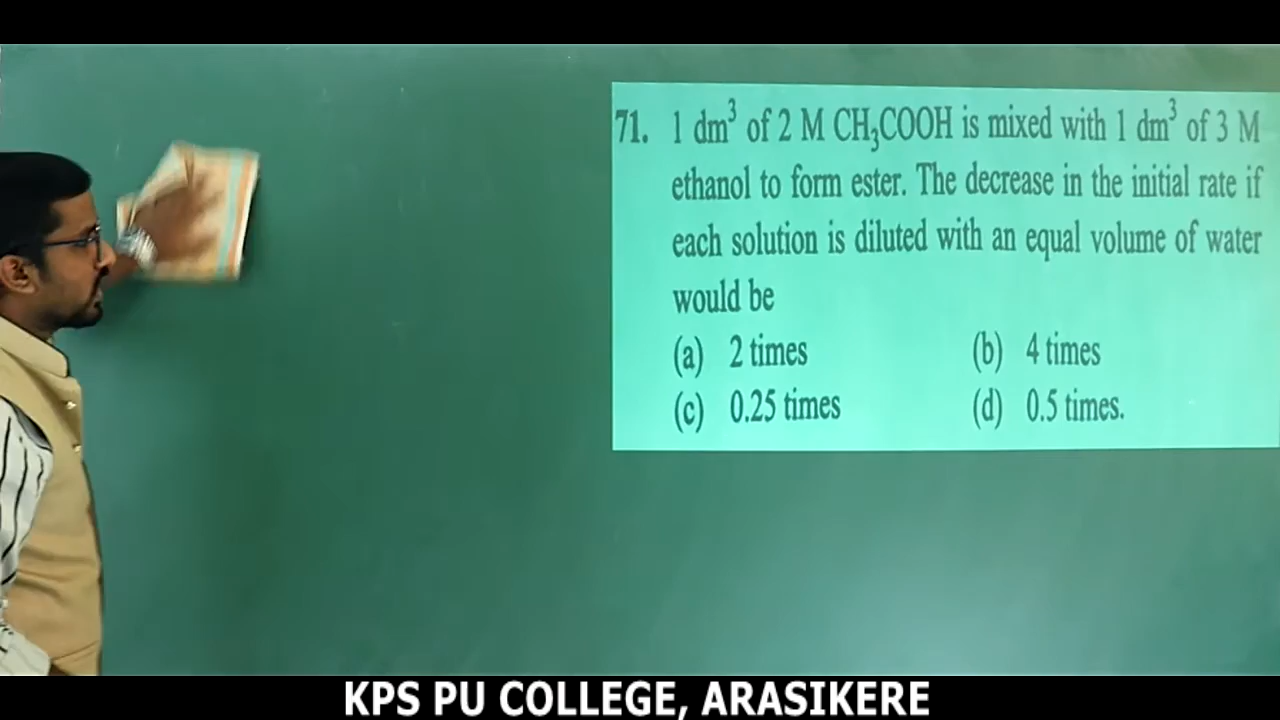 71. 1 dm³ of 2 M CH₃COOH is mixed with 1 dm³ of 3 M
ethanol to form ester. The decrease in the initial rate if
each solution is diluted with an equal volume of water
would be
(a) 2 times (b) 4 times
(c) 0.25 times (d) 0.5 times.
KPS PU COLLEGE, ARASIKERE